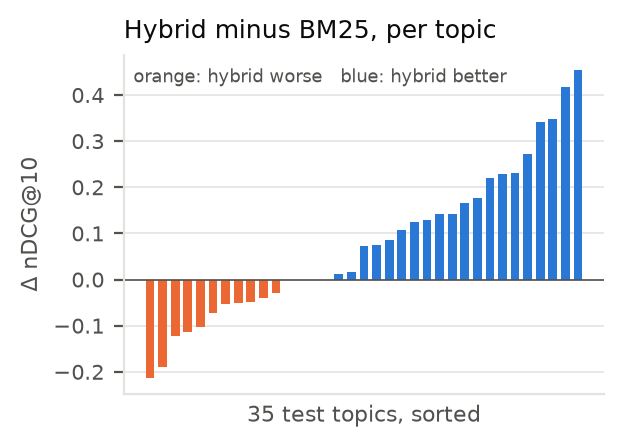 Hybrid minus BM25, per topic
orange: hybrid worse blue: hybrid better
Δ nDCG@10
0.4
0.3
0.2
0.1
0.0
−0.1
−0.2
35 test topics, sorted